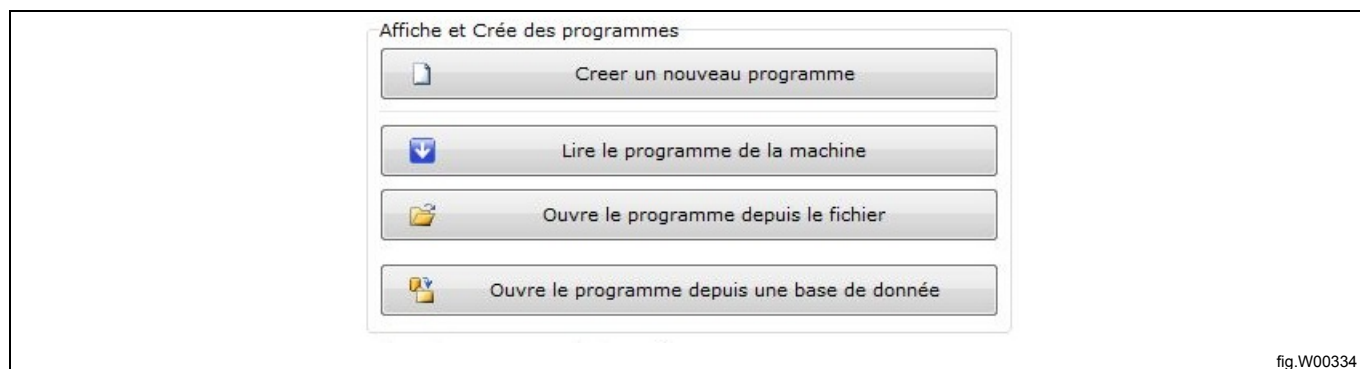 Affiche et Crée des programmes
Creer un nouveau programme
Lire le programme de la machine
Ouvre le programme depuis le fichier
Ouvre le programme depuis une base de donnée
fig.W00334